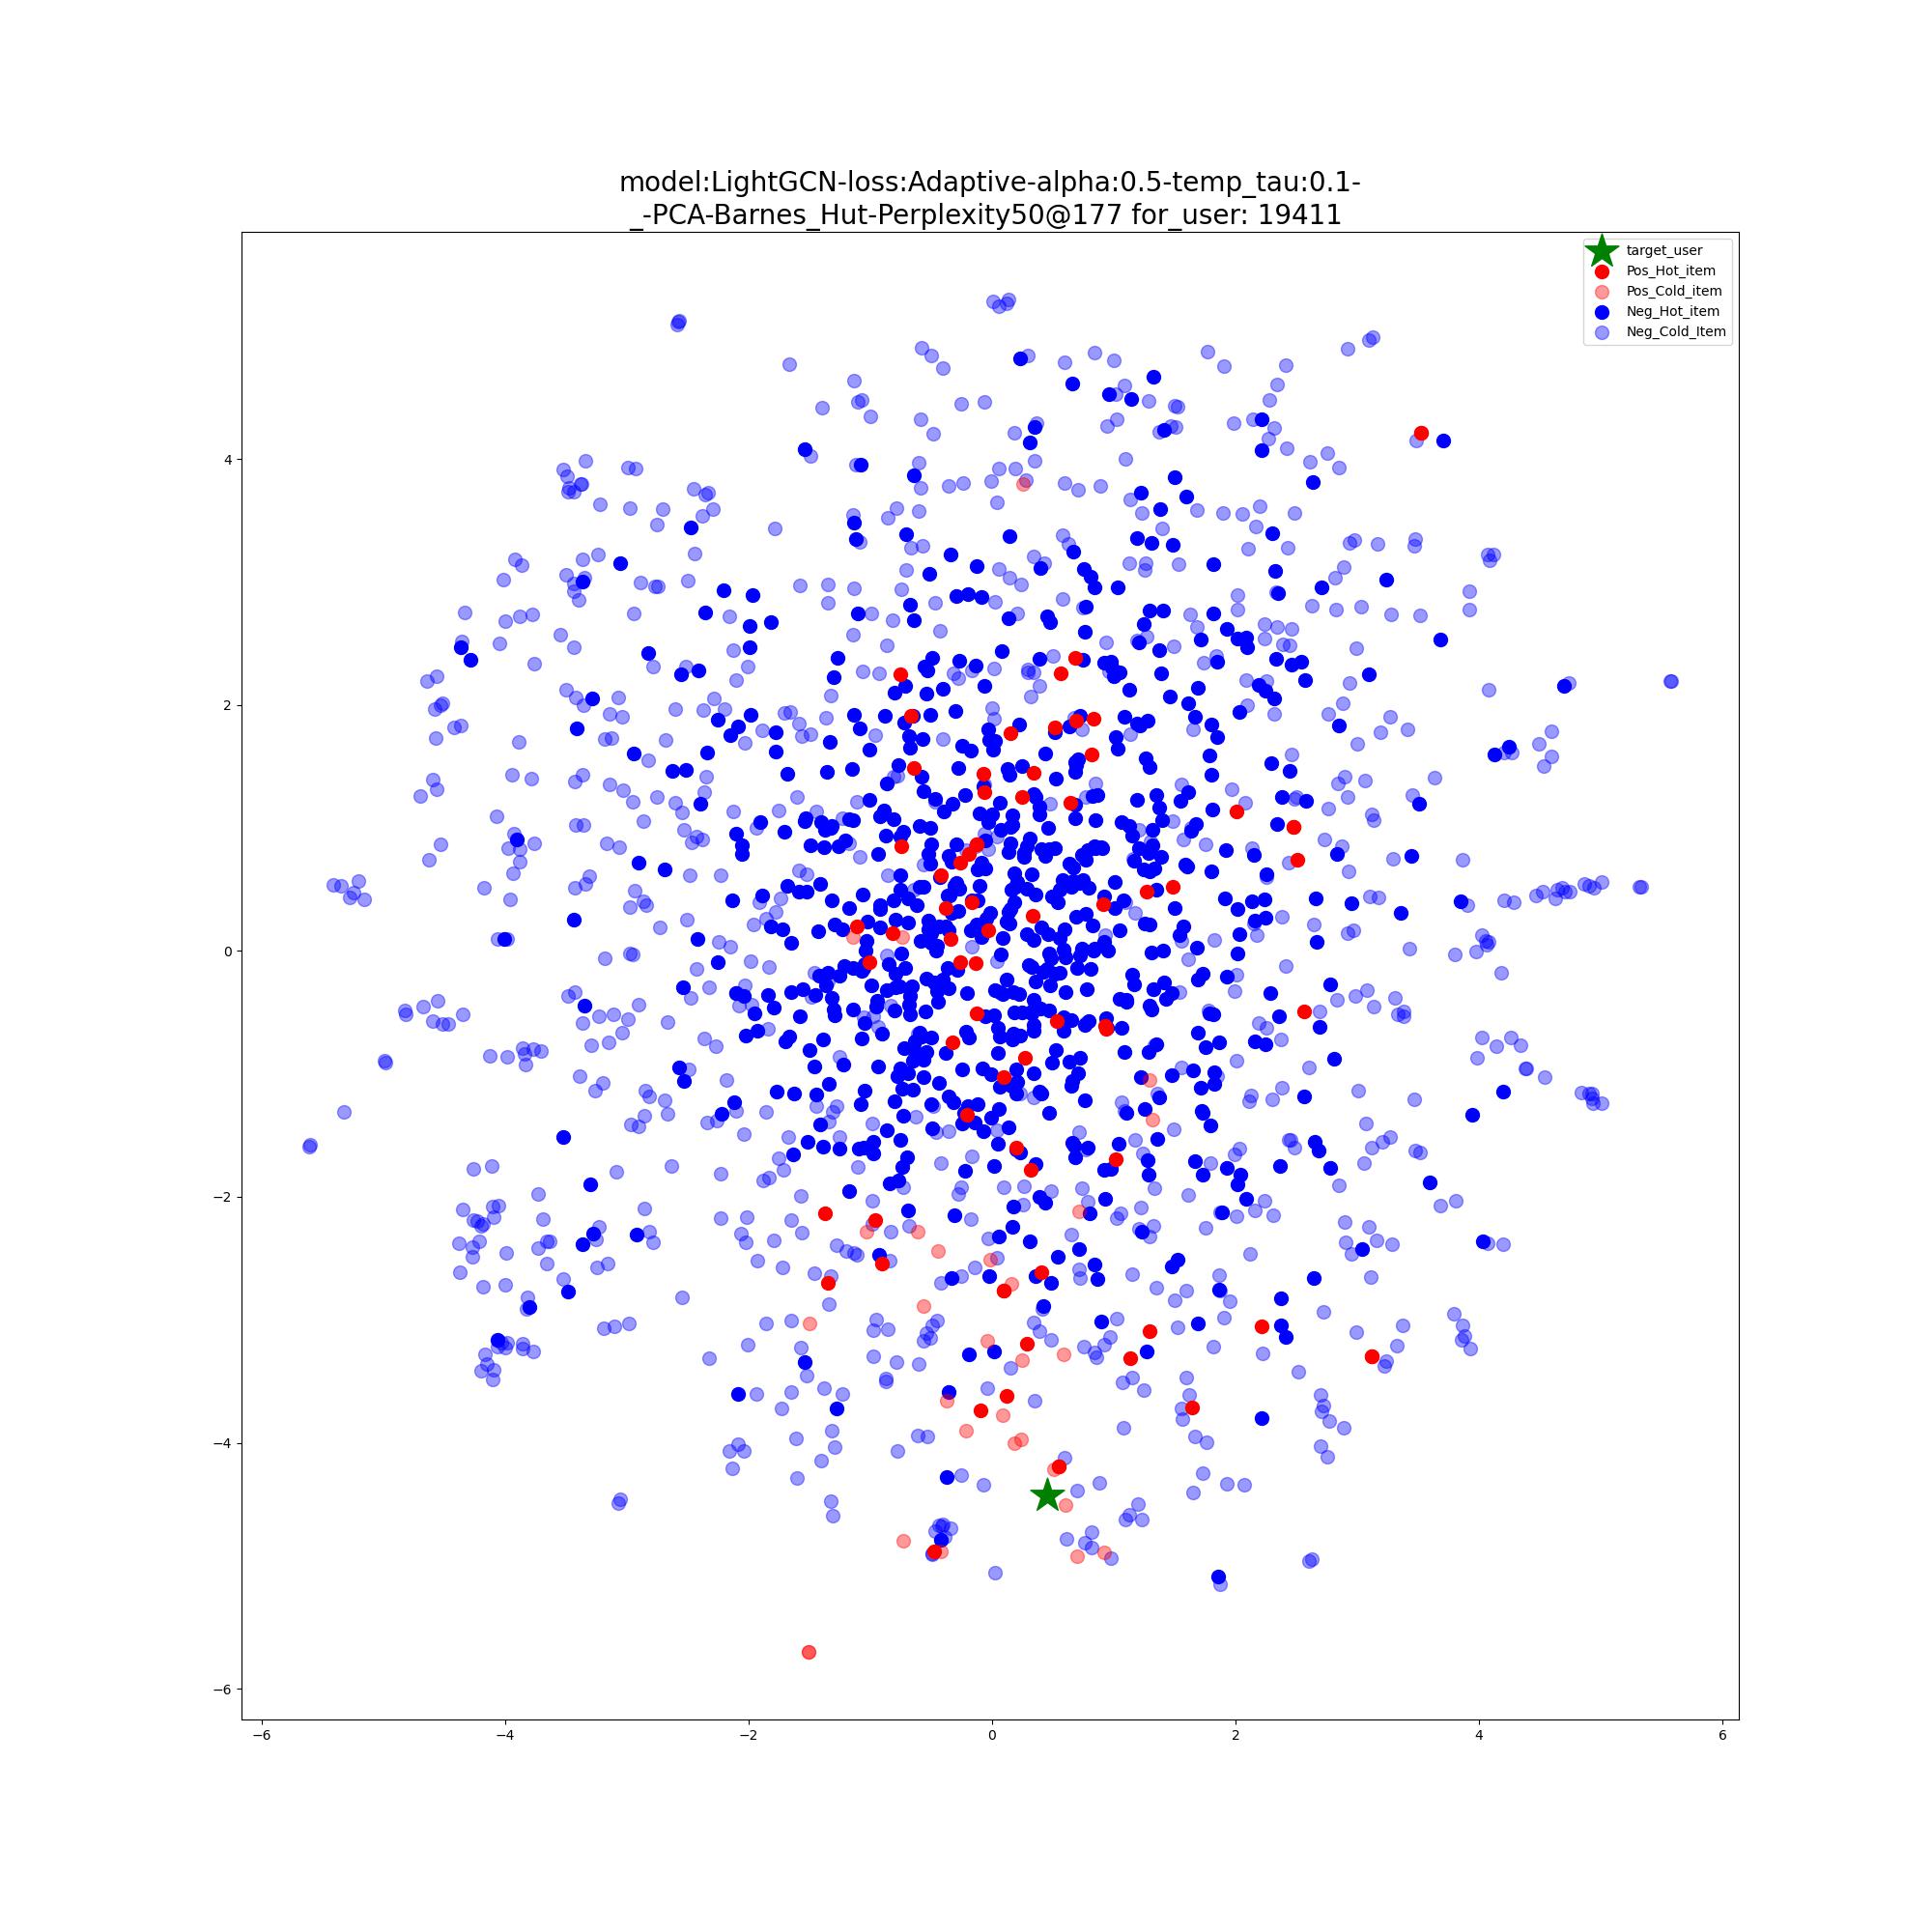 model:LightGCN-loss:Adaptive-alpha:0.5-temp_tau:0.1-
_-PCA-Barnes_Hut-Perplexity50@177 for_user: 19411
target_user
Pos_Hot_item
Pos_Cold_item
Neg_Hot_item
Neg_Cold_Item
4
2
0
−2
−4
−6
−6
−4
−2
0
2
4
6